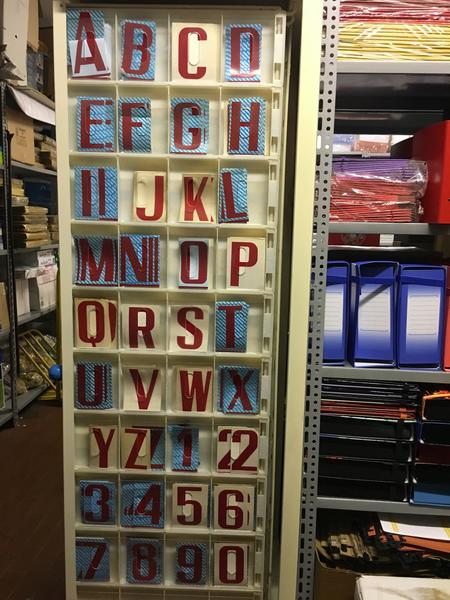 A B C D
E F G H
I J K L
M N O P
Q R S T
U V W X
Y Z 1 2
3 4 5 6
7 8 9 0